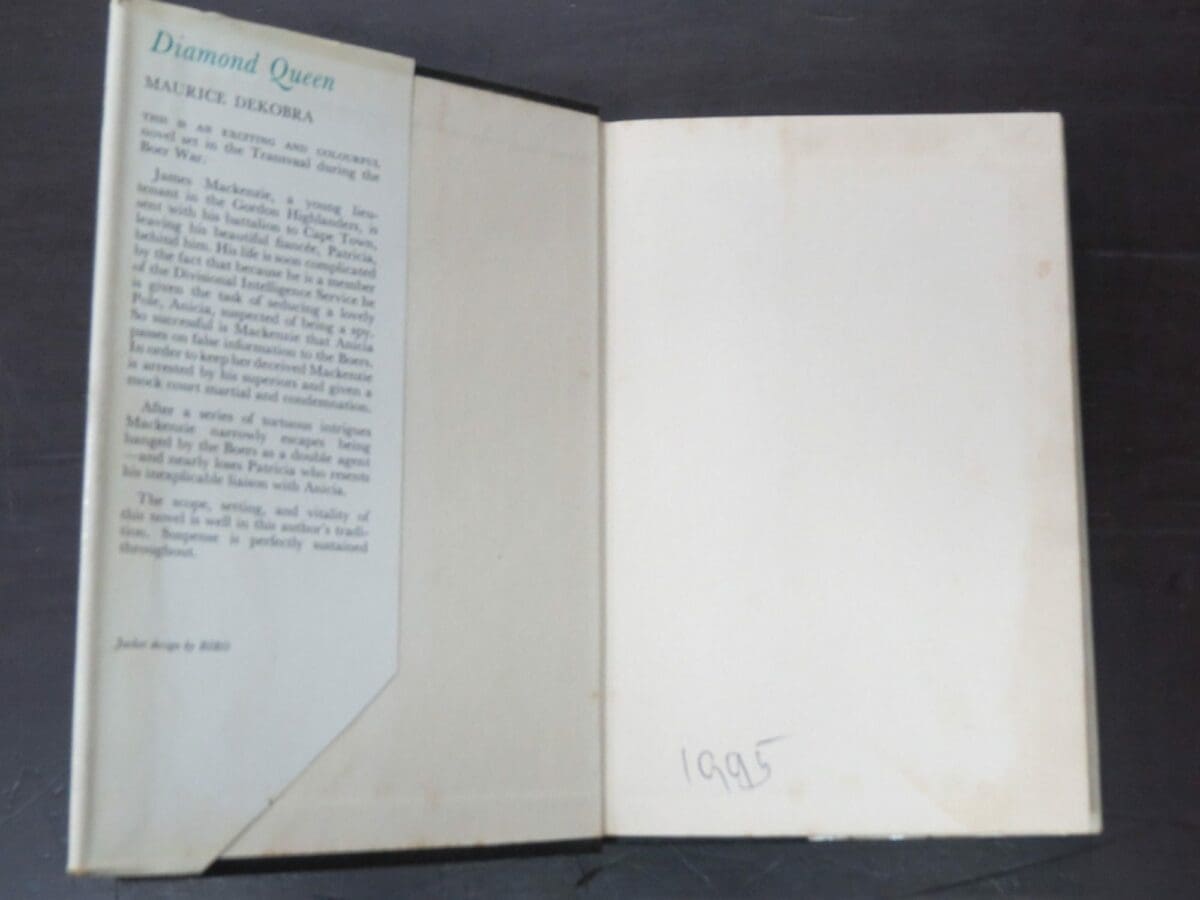 Diamond Queen
MAURICE DEKOBRA
THIS IS AN EXCITING AND COLOURFUL
novel set in the Transvaal during the
Boer War.
James Mackenzie, a young lieu-
tenant in the Gordon Highlanders, is
sent with his battalion to Cape Town,
leaving his beautiful fiancée, Patricia,
behind him. His life is soon complicated
by the fact that because he is a member
of the Divisional Intelligence Service he
is given the task of seducing a lovely
Pole, Anicia, suspected of being a spy.
So successful is Mackenzie that Anicia
passes on false information to the Boers.
In order to keep her deceived Mackenzie
is arrested by his superiors and given a
mock court martial and condemnation.
After a series of tortuous intrigues
Mackenzie narrowly escapes being
hanged by the Boers as a double agent
—and nearly loses Patricia who resents
his inexplicable liaison with Anicia.
The scope, setting, and vitality of
this novel is well in this author's tradi-
tion. Suspense is perfectly sustained
throughout.
Jacket design by BIRO
1995